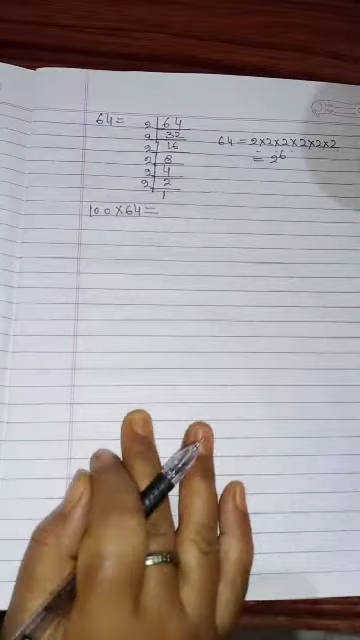 64 = 2 | 64
2 | 32
2 | 16
2 | 8
2 | 4
2 | 2
1
64 = 2×2×2×2×2×2
= 2⁶
100×64=